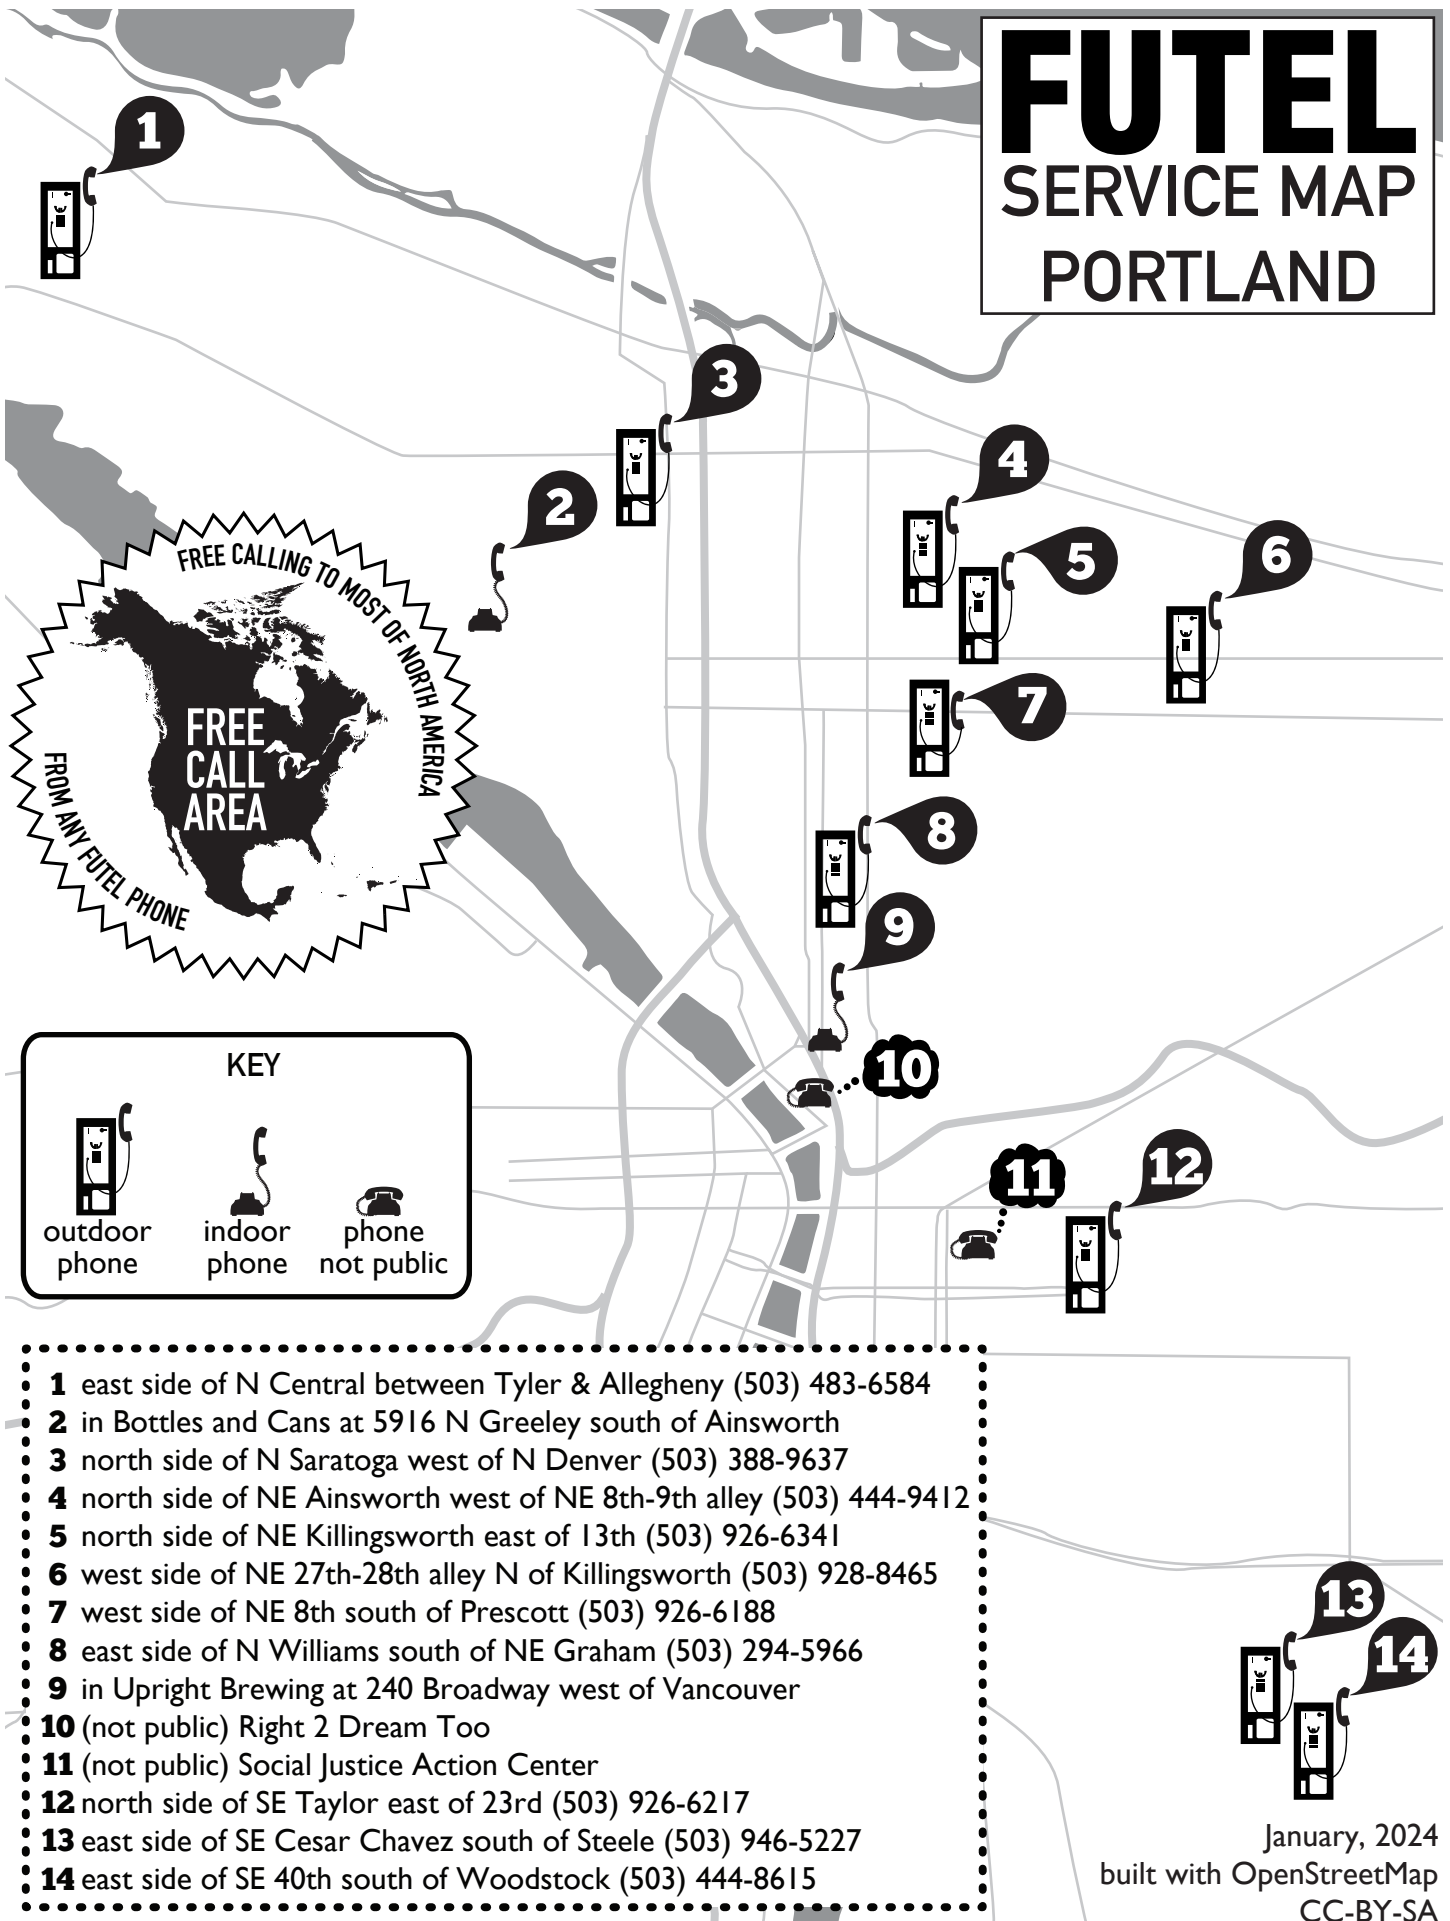 FUTEL
SERVICE MAP
PORTLAND
1
2
3
4
5
6
7
8
9
10
11
12
13
14
FREE CALLING TO MOST OF NORTH AMERICA
FROM ANY FUTEL PHONE
FREE
CALL
AREA
KEY
outdoor
phone
indoor
phone
phone
not public
1 east side of N Central between Tyler & Allegheny (503) 483-6584
2 in Bottles and Cans at 5916 N Greeley south of Ainsworth
3 north side of N Saratoga west of N Denver (503) 388-9637
4 north side of NE Ainsworth west of NE 8th-9th alley (503) 444-9412
5 north side of NE Killingsworth east of 13th (503) 926-6341
6 west side of NE 27th-28th alley N of Killingsworth (503) 928-8465
7 west side of NE 8th south of Prescott (503) 926-6188
8 east side of N Williams south of NE Graham (503) 294-5966
9 in Upright Brewing at 240 Broadway west of Vancouver
10 (not public) Right 2 Dream Too
11 (not public) Social Justice Action Center
12 north side of SE Taylor east of 23rd (503) 926-6217
13 east side of SE Cesar Chavez south of Steele (503) 946-5227
14 east side of SE 40th south of Woodstock (503) 444-8615
January, 2024
built with OpenStreetMap
CC-BY-SA